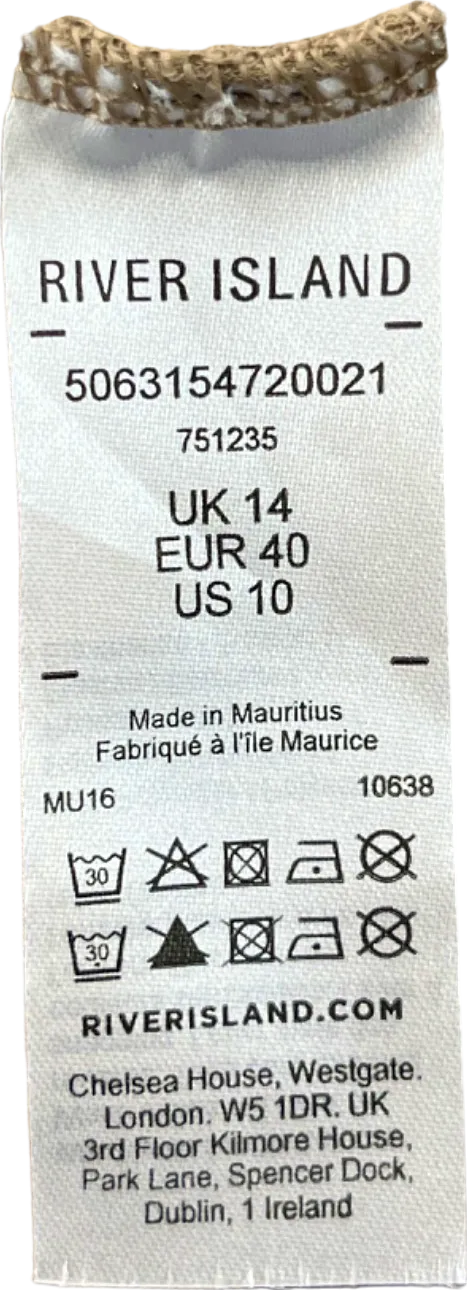 RIVER ISLAND
5063154720021
751235
UK 14
EUR 40
US 10
Made in Mauritius
Fabriqué à l'île Maurice
MU16 10638
30
30
RIVERISLAND.COM
Chelsea House, Westgate.
London. W5 1DR. UK
3rd Floor Kilmore House,
Park Lane, Spencer Dock,
Dublin, 1 Ireland